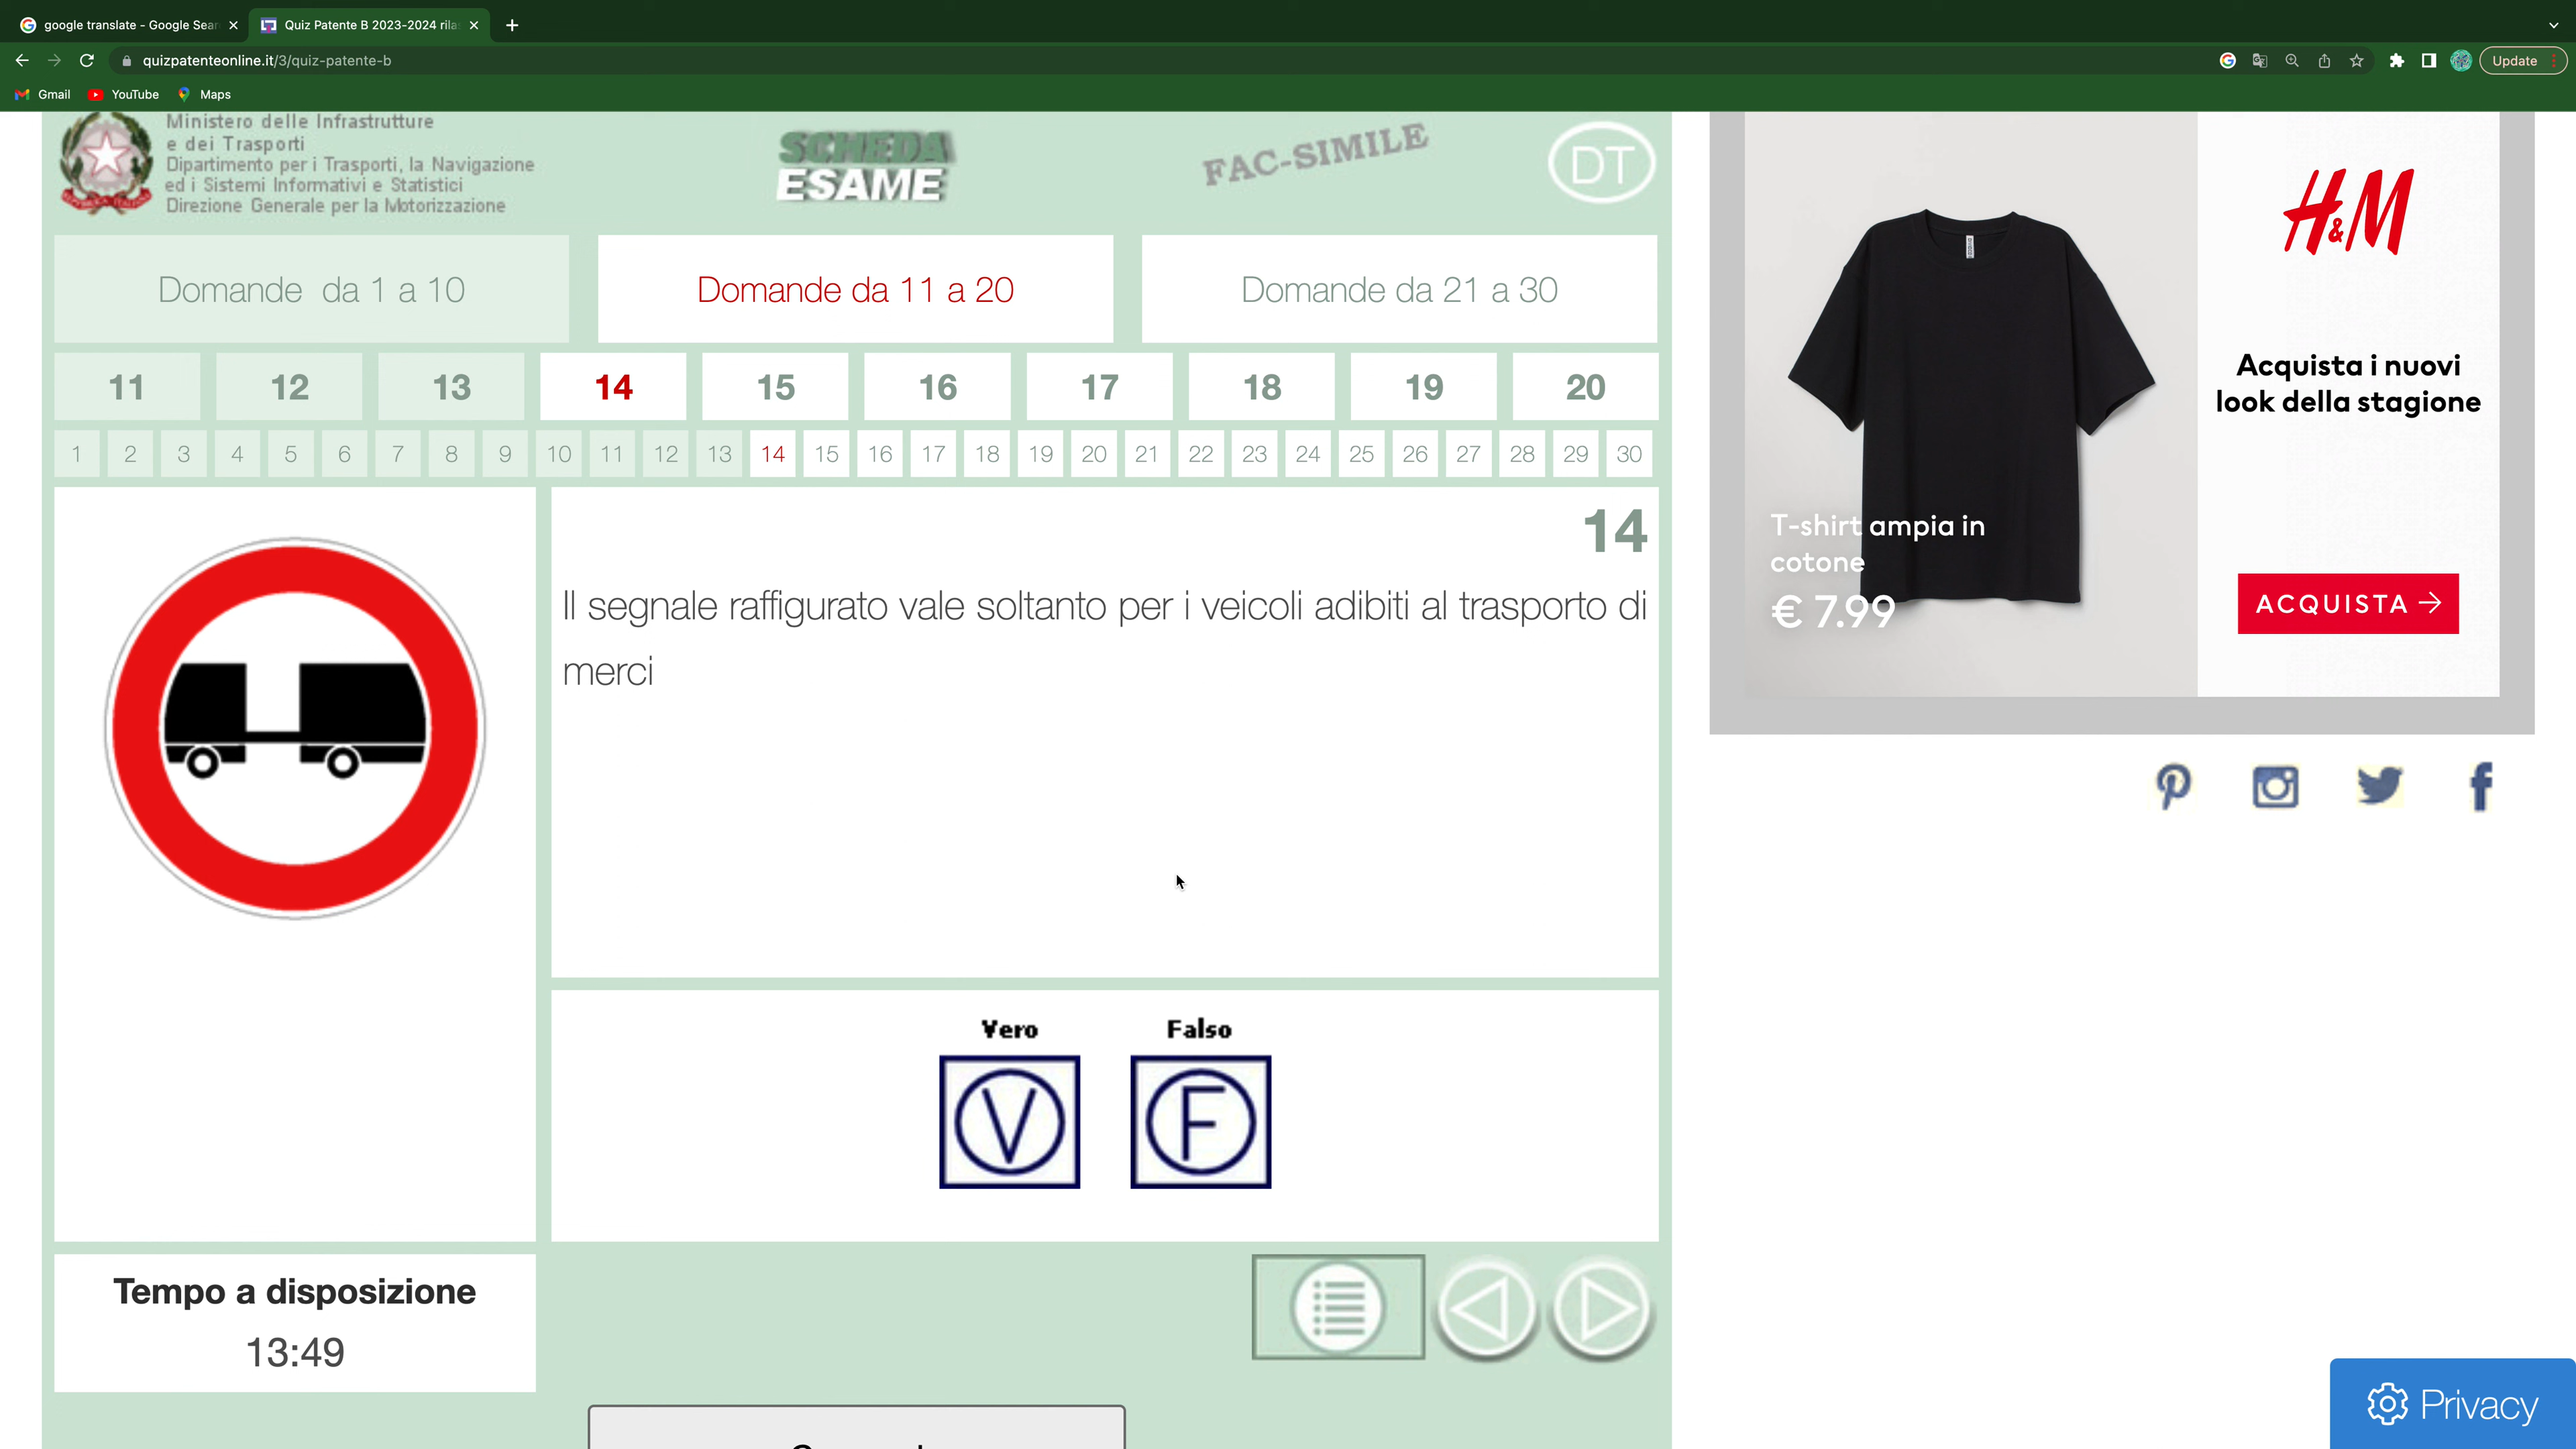 google translate - Google Sear
Quiz Patente B 2023-2024 rila
quizpatenteonline.it/3/quiz-patente-b
Update
Gmail
YouTube
Maps
Ministero delle Infrastrutture
e dei Trasporti
Dipartimento per i Trasporti, la Navigazione
ed i Sistemi Informativi e Statistici
Direzione Generale per la Motorizzazione
SCHEDA
ESAME
FAC-SIMILE
DT
Domande da 1 a 10
Domande da 11 a 20
Domande da 21 a 30
11 12 13 14 15 16 17 18 19 20
1 2 3 4 5 6 7 8 9 10 11 12 13 14 15 16 17 18 19 20 21 22 23 24 25 26 27 28 29 30
14
Il segnale raffigurato vale soltanto per i veicoli adibiti al trasporto di
merci
Vero
Falso
V
F
Tempo a disposizione
13:49
H&M
Acquista i nuovi
look della stagione
T-shirt ampia in
cotone
€ 7.99
ACQUISTA
Privacy